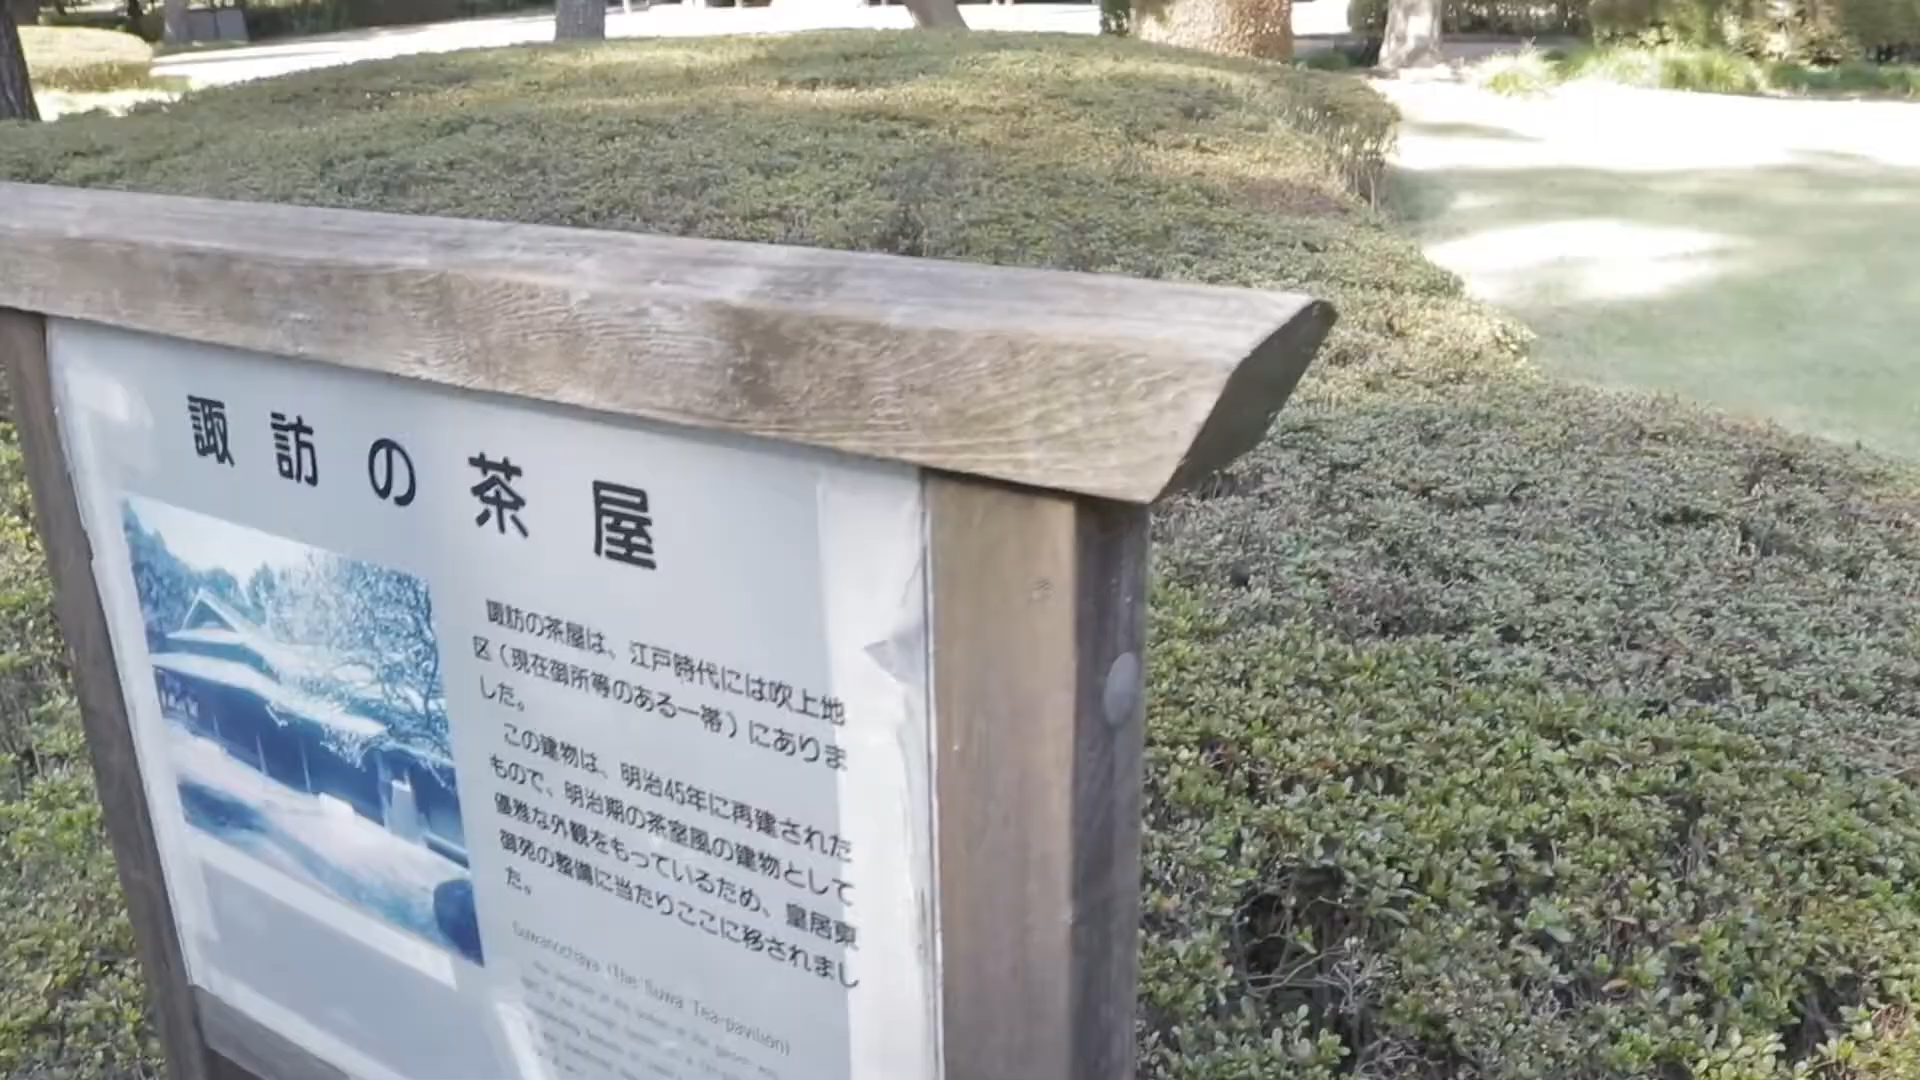 諏訪の茶屋
諏訪の茶屋は、江戸時代には吹上地
区（現在御所等のある一帯）にありま
した。
この建物は、明治45年に再建された
もので、明治期の茶室風の建物として
優雅な外観をもっているため、皇居東
御苑の整備に当たりここに移されまし
た。
Suwanochaya (The Suwa Tea-pavilion)